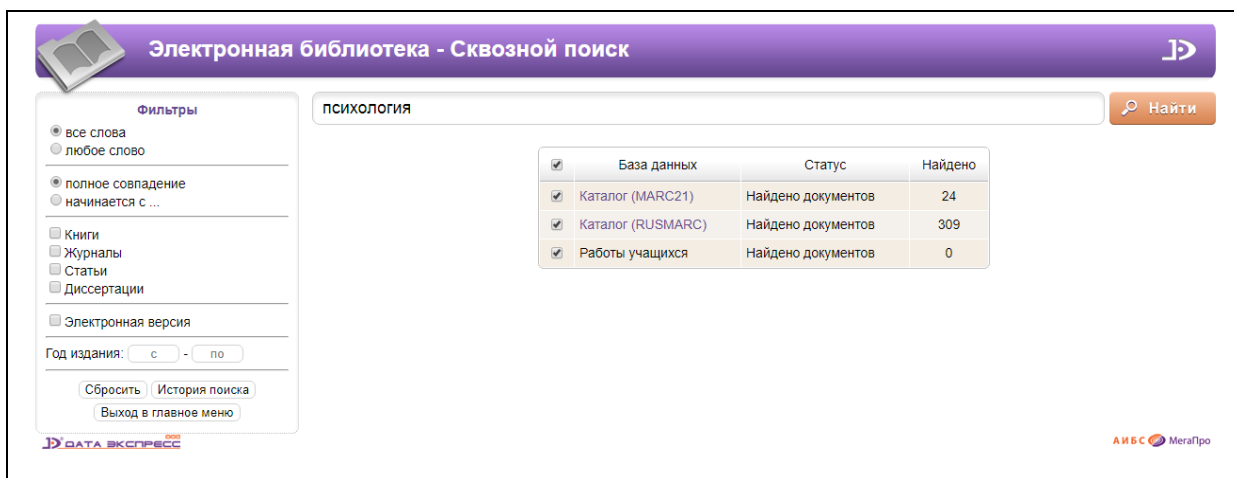 Электронная библиотека - Сквозной поиск
Фильтры
все слова
любое слово
полное совпадение
начинается с ...
Книги
Журналы
Статьи
Диссертации
Электронная версия
Год издания: с - по
Сбросить История поиска
Выход в главное меню
психология
Найти
База данных Статус Найдено
Каталог (MARC21) Найдено документов 24
Каталог (RUSMARC) Найдено документов 309
Работы учащихся Найдено документов 0
ДАТА ЭКСПРЕСС ООО
АИБС МегаПро